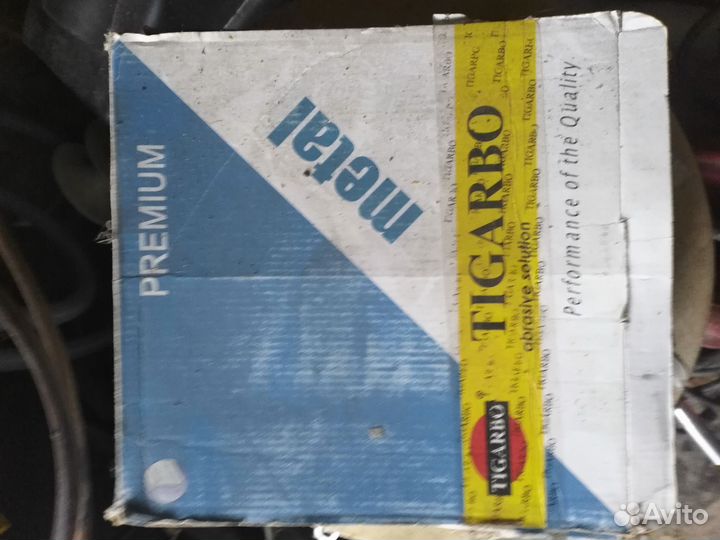 PREMIUM
metal
TIGARBO
TIGARBO
abrasive solution
Performance of the Quality
Avito